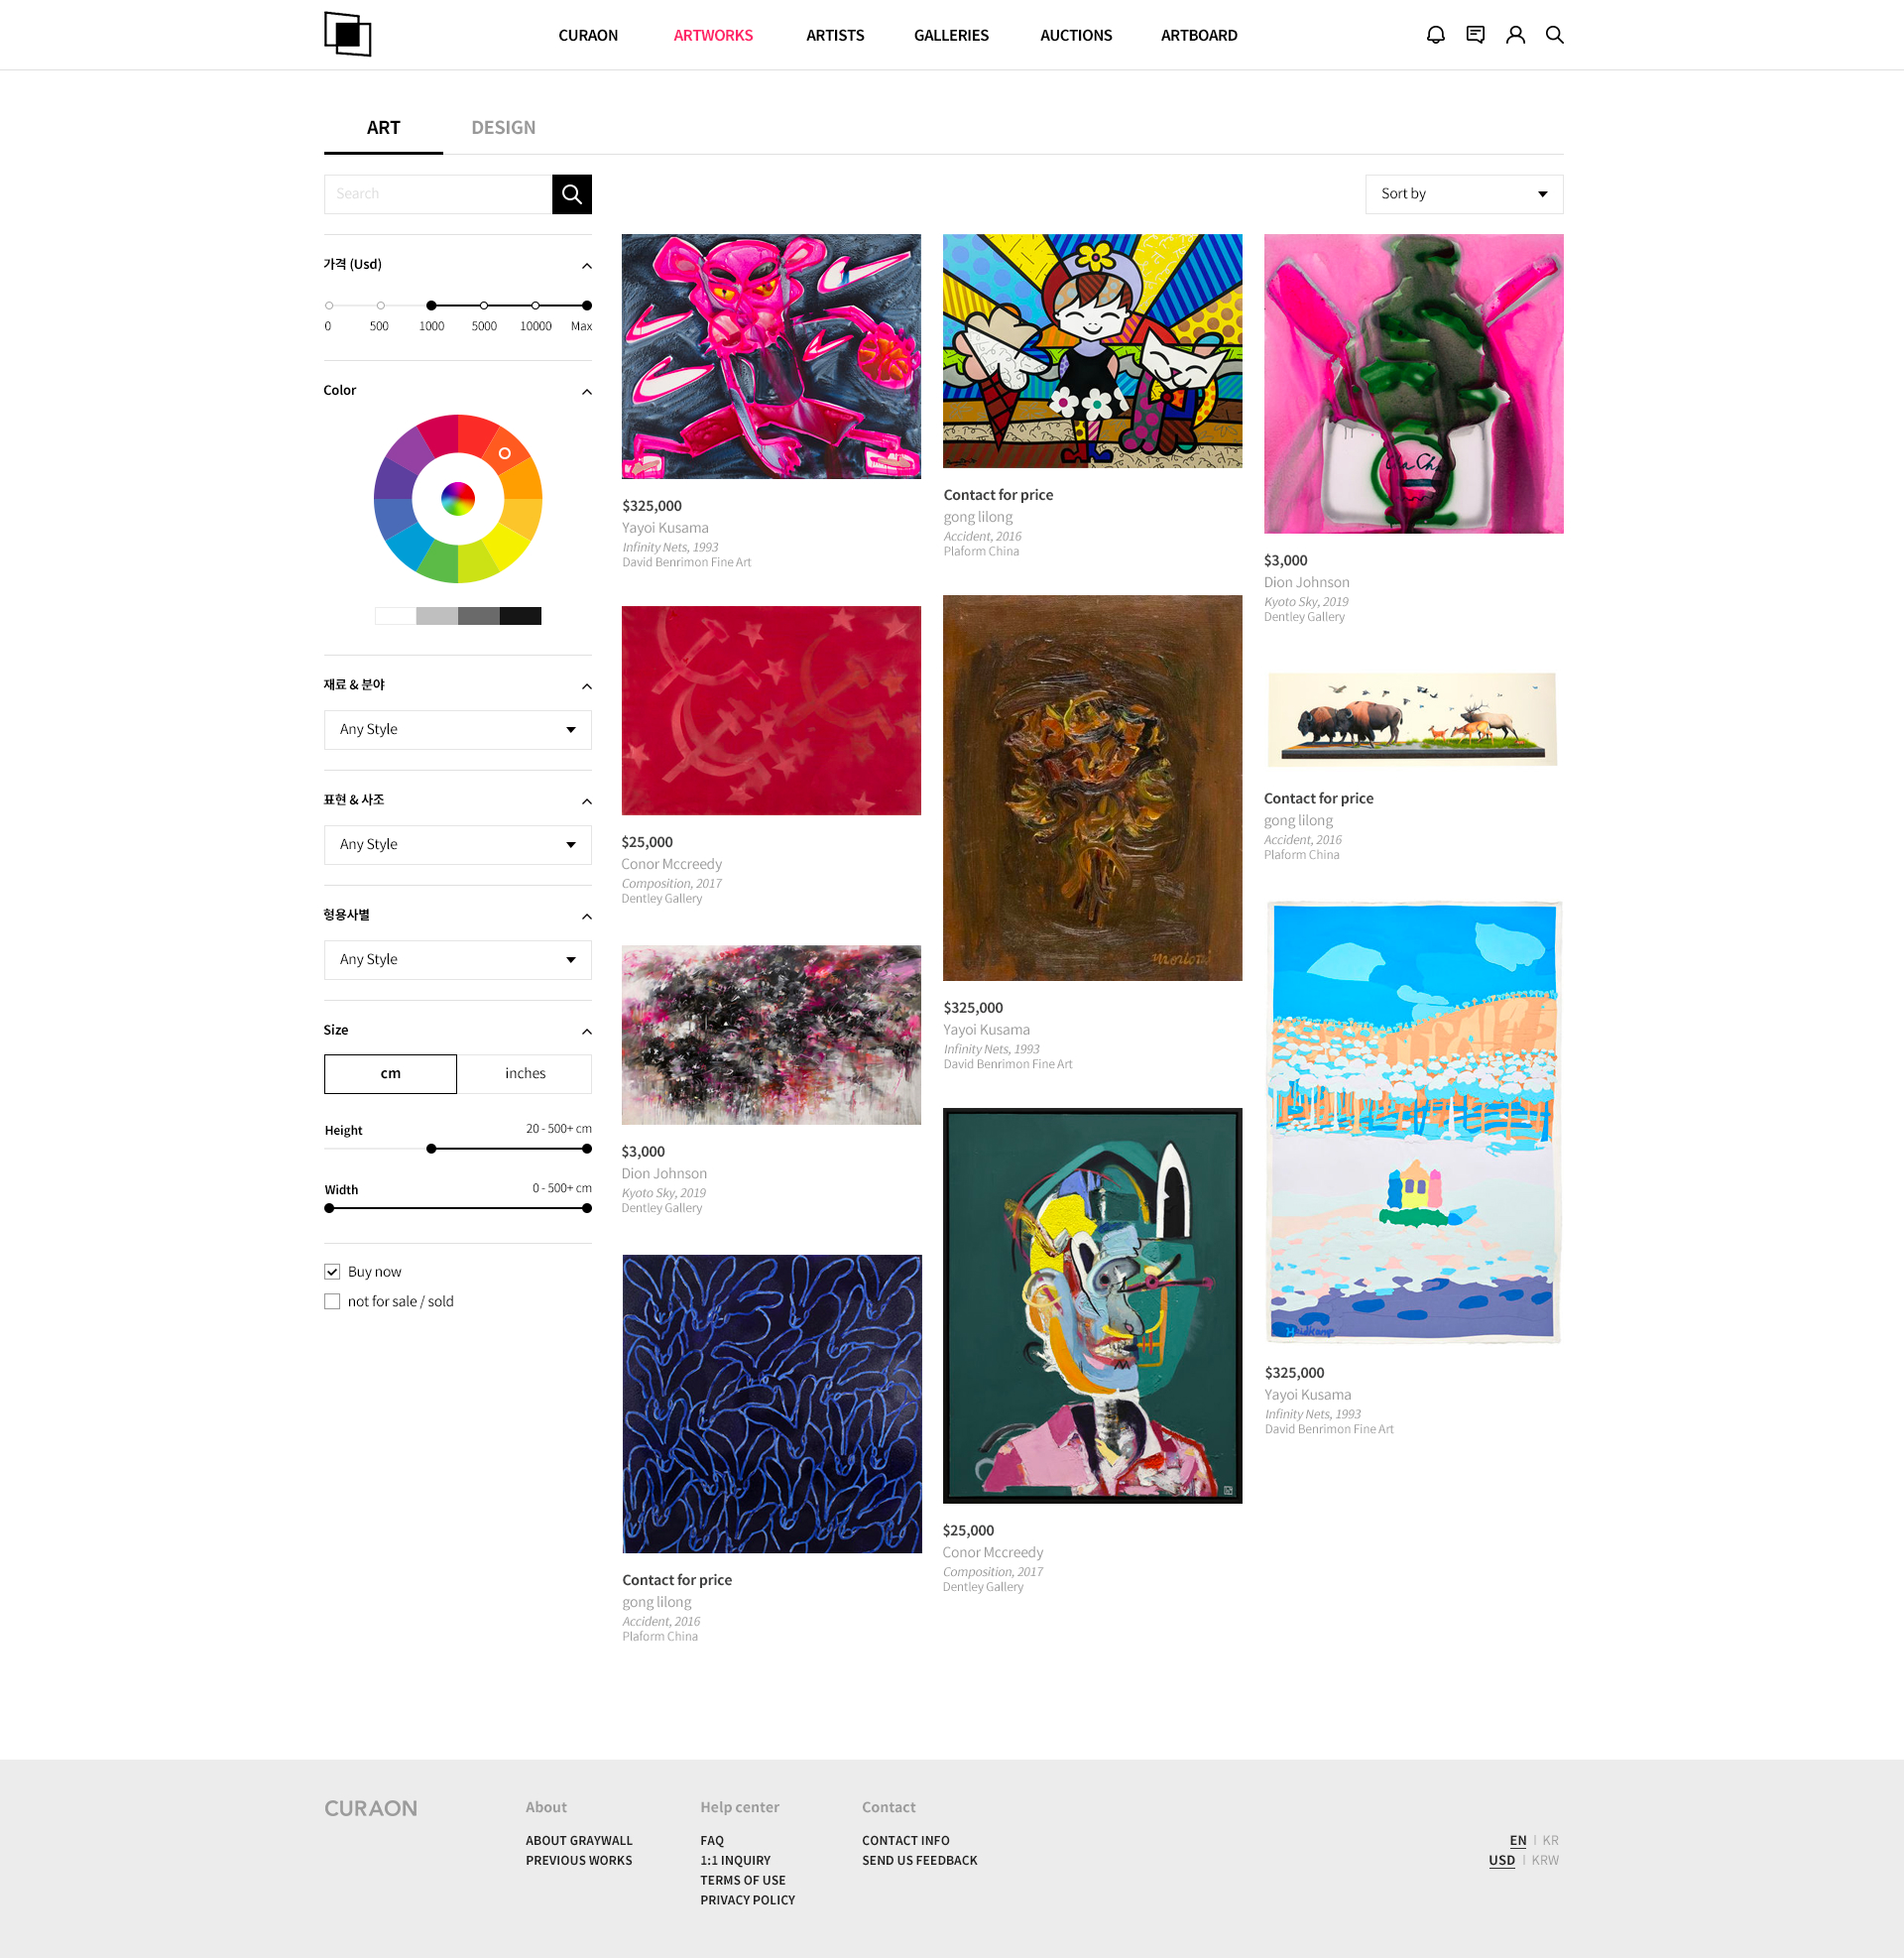 CURAON
ARTWORKS
ARTISTS
GALLERIES
AUCTIONS
ARTBOARD
ART
DESIGN
Search
Sort by
가격 (Usd)
0 500 1000 5000 10000 Max
Color
재료 & 분야
Any Style
표현 & 사조
Any Style
형용사별
Any Style
Size
cm
inches
Height
20 - 500+ cm
Width
0 - 500+ cm
Buy now
not for sale / sold
$325,000
Yayoi Kusama
Infinity Nets, 1993
David Benrimon Fine Art
$25,000
Conor Mccreedy
Composition, 2017
Dentley Gallery
$3,000
Dion Johnson
Kyoto Sky, 2019
Dentley Gallery
Contact for price
gong lilong
Accident, 2016
Plaform China
Contact for price
gong lilong
Accident, 2016
Plaform China
$325,000
Yayoi Kusama
Infinity Nets, 1993
David Benrimon Fine Art
$25,000
Conor Mccreedy
Composition, 2017
Dentley Gallery
$3,000
Dion Johnson
Kyoto Sky, 2019
Dentley Gallery
Contact for price
gong lilong
Accident, 2016
Plaform China
$325,000
Yayoi Kusama
Infinity Nets, 1993
David Benrimon Fine Art
CURAON
About
ABOUT GRAYWALL
PREVIOUS WORKS
Help center
FAQ
1:1 INQUIRY
TERMS OF USE
PRIVACY POLICY
Contact
CONTACT INFO
SEND US FEEDBACK
EN | KR
USD | KRW